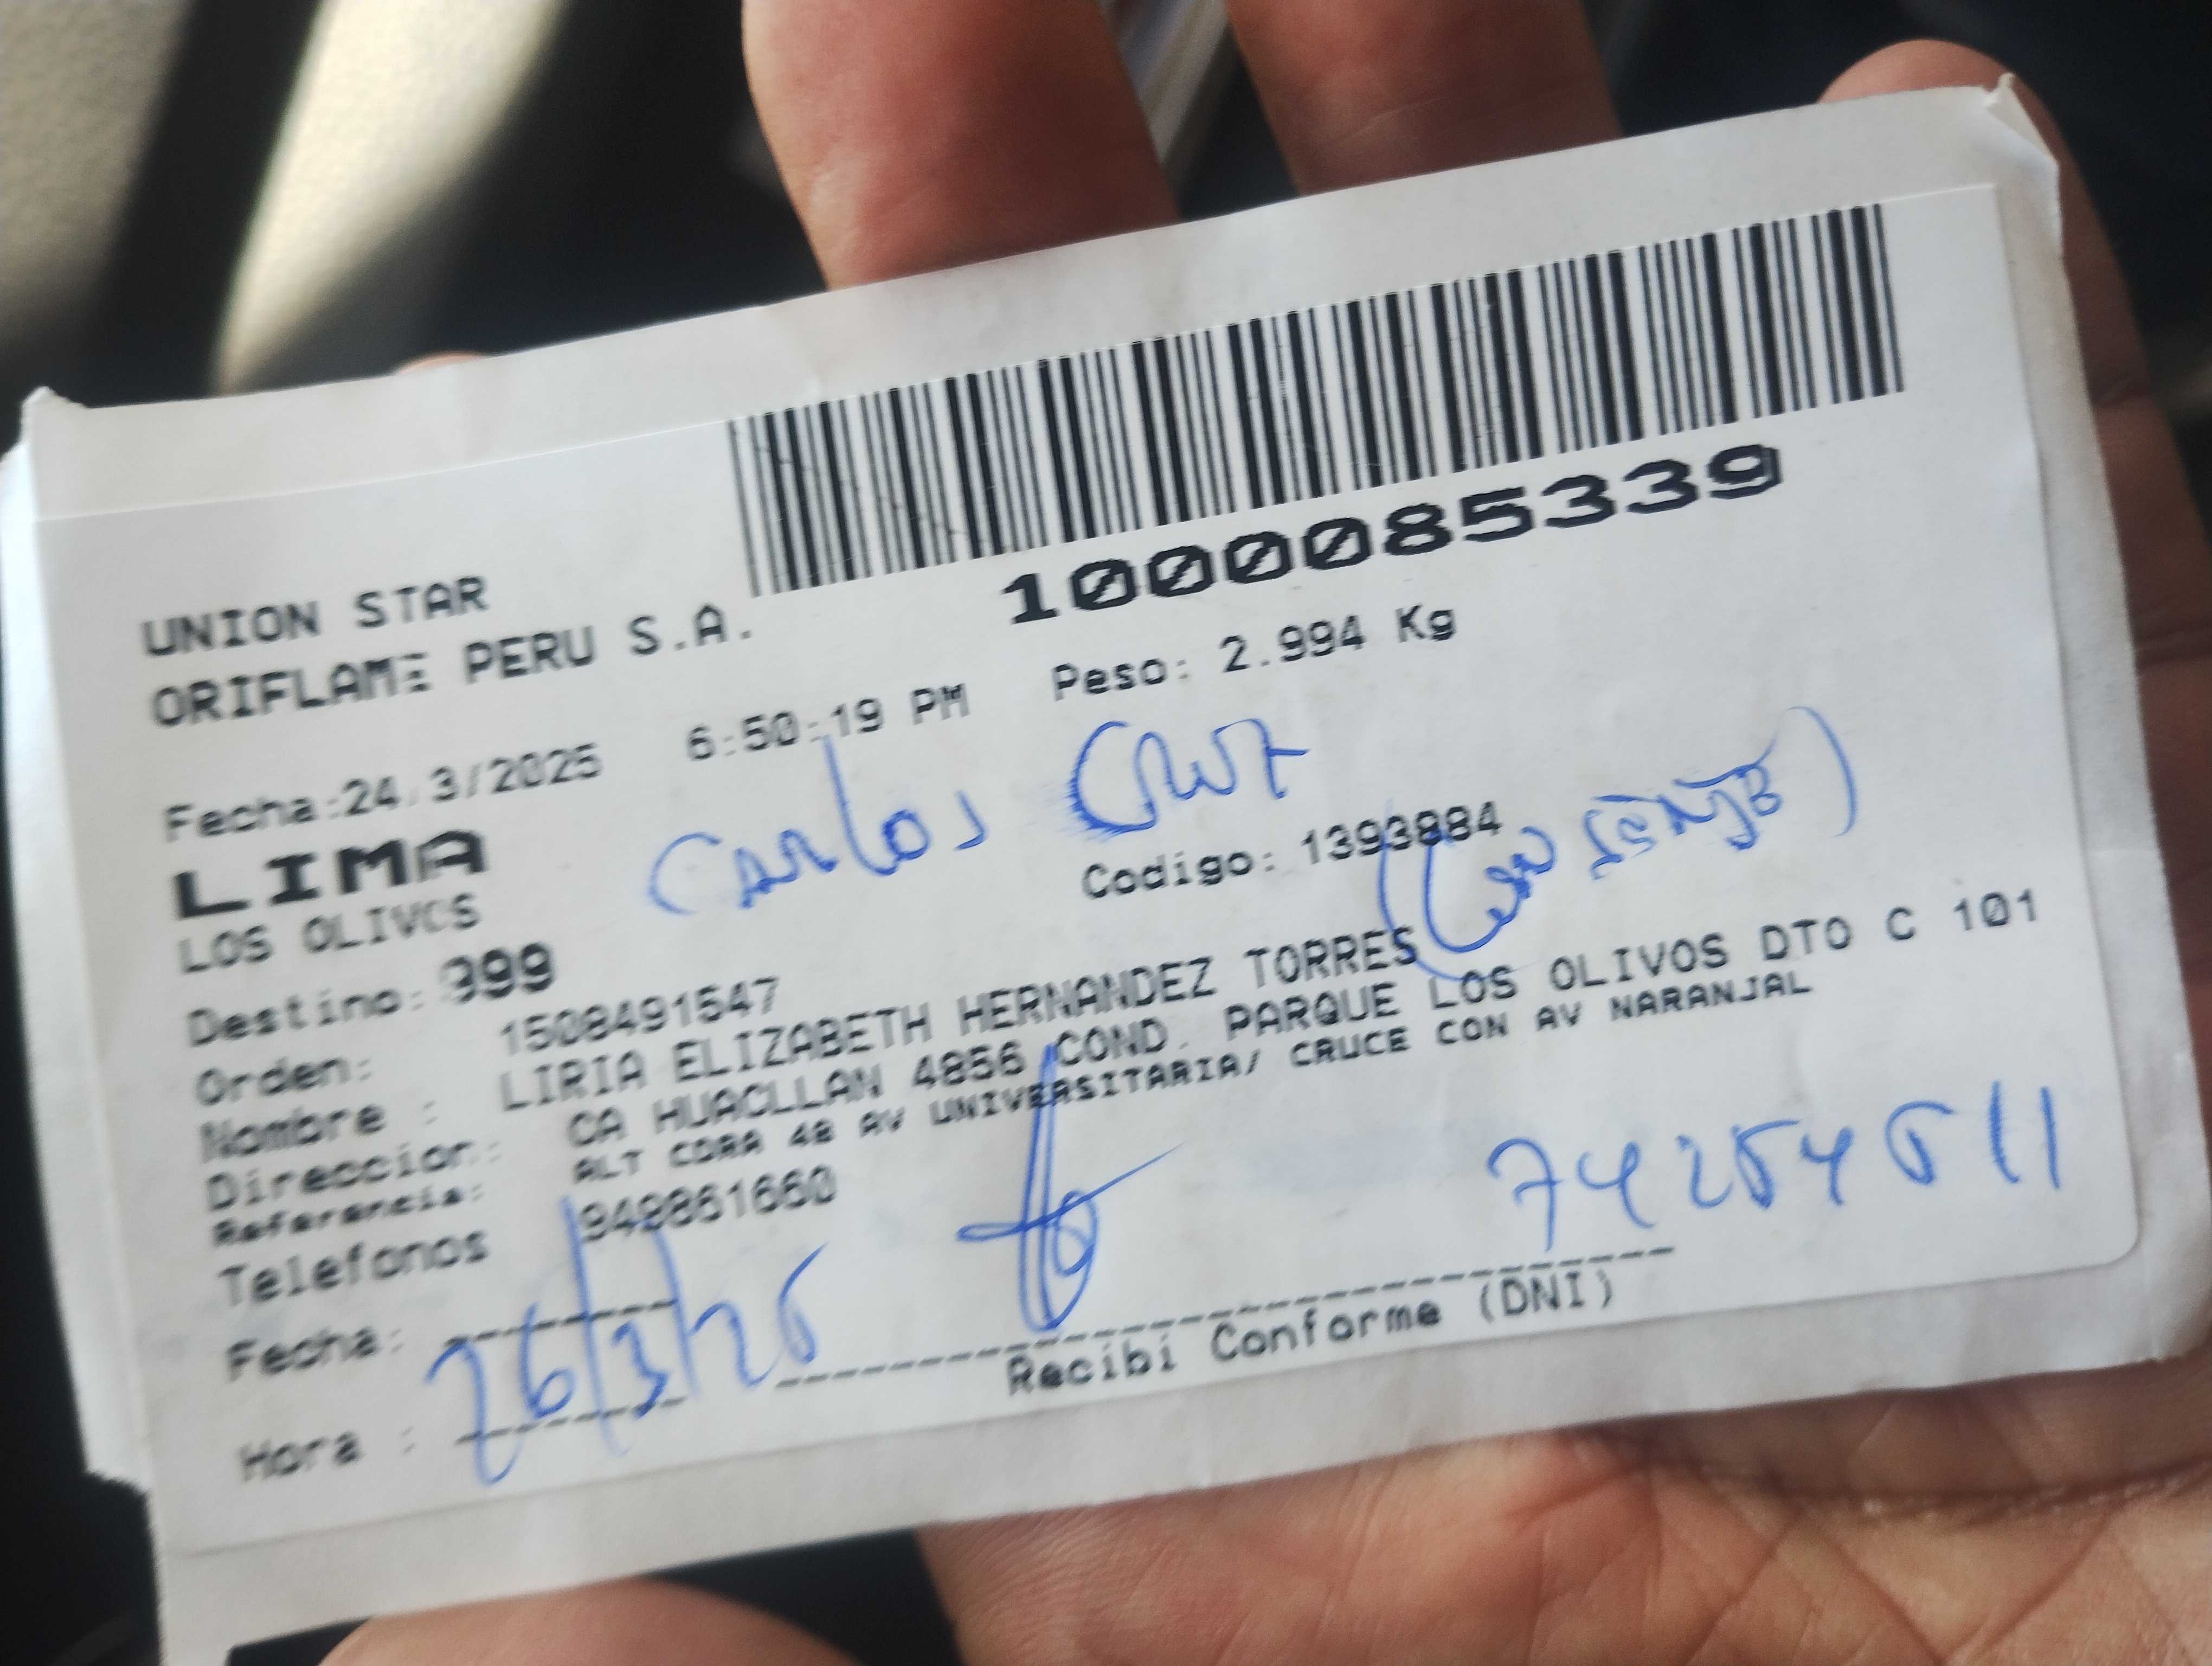 1000085339
UNION STAR
ORIFLAME PERU S.A.
Fecha:24/3/2025 6:50:19 PM Peso: 2.994 Kg
LIMA
Carlos Cruz
LOS OLIVOS
Codigo: 1393884
Destino: 999
Orden: 1508491547
Nombre : LIRIA ELIZABETH HERNANDEZ TORRES
Direccion: CA HUACLLAN 4856 COND. PARQUE LOS OLIVOS DTO C 101
Referencia: ALT CDRA 48 AV UNIVERSITARIA/ CRUCE CON AV NARANJAL
Telefonos 949861660
Fecha: 26/3/25
Hora :
Recibi Conforme (DNI)